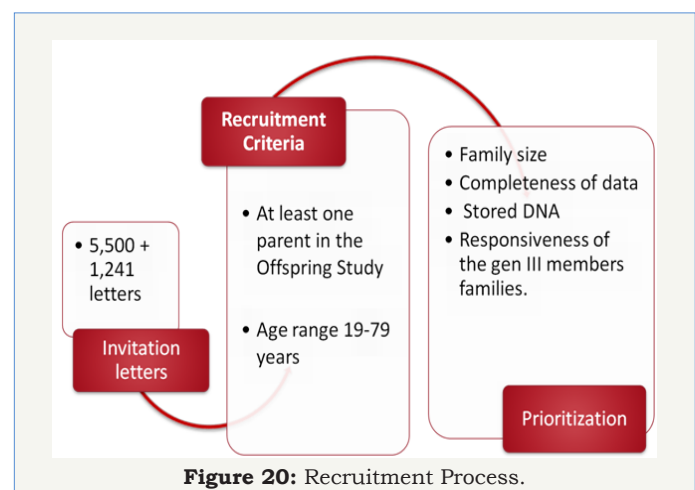 • 5,500 +
1,241
letters
Invitation
letters
Recruitment
Criteria
• At least one
parent in the
Offspring Study
• Age range 19-79
years
• Family size
• Completeness of data
• Stored DNA
• Responsiveness of
the gen III members
families.
Prioritization
Figure 20: Recruitment Process.